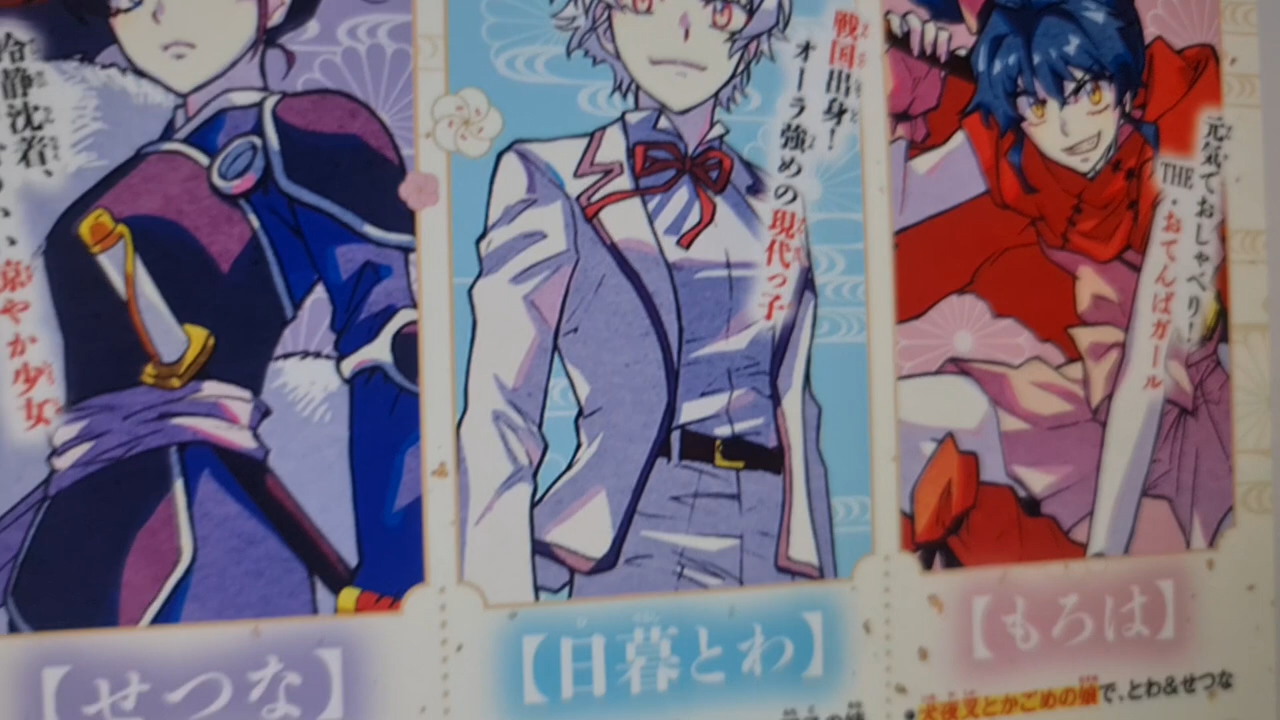 冷静沈着、
涼やか少女
戦国出身！
オーラ強めの現代っ子
元気でおしゃべり！
THE・おてんばガール
【せつな】
【日暮とわ】
【もろは】
犬夜叉とかごめの娘で、とわ&せつな